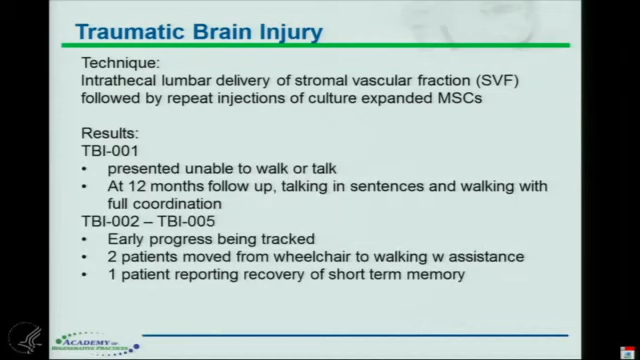 Traumatic Brain Injury
Technique:
Intrathecal lumbar delivery of stromal vascular fraction (SVF)
followed by repeat injections of culture expanded MSCs
Results:
TBI-001
• presented unable to walk or talk
• At 12 months follow up, talking in sentences and walking with
full coordination
TBI-002 – TBI-005
• Early progress being tracked
• 2 patients moved from wheelchair to walking w assistance
• 1 patient reporting recovery of short term memory
ACADEMY OF
REGENERATIVE PRACTICES